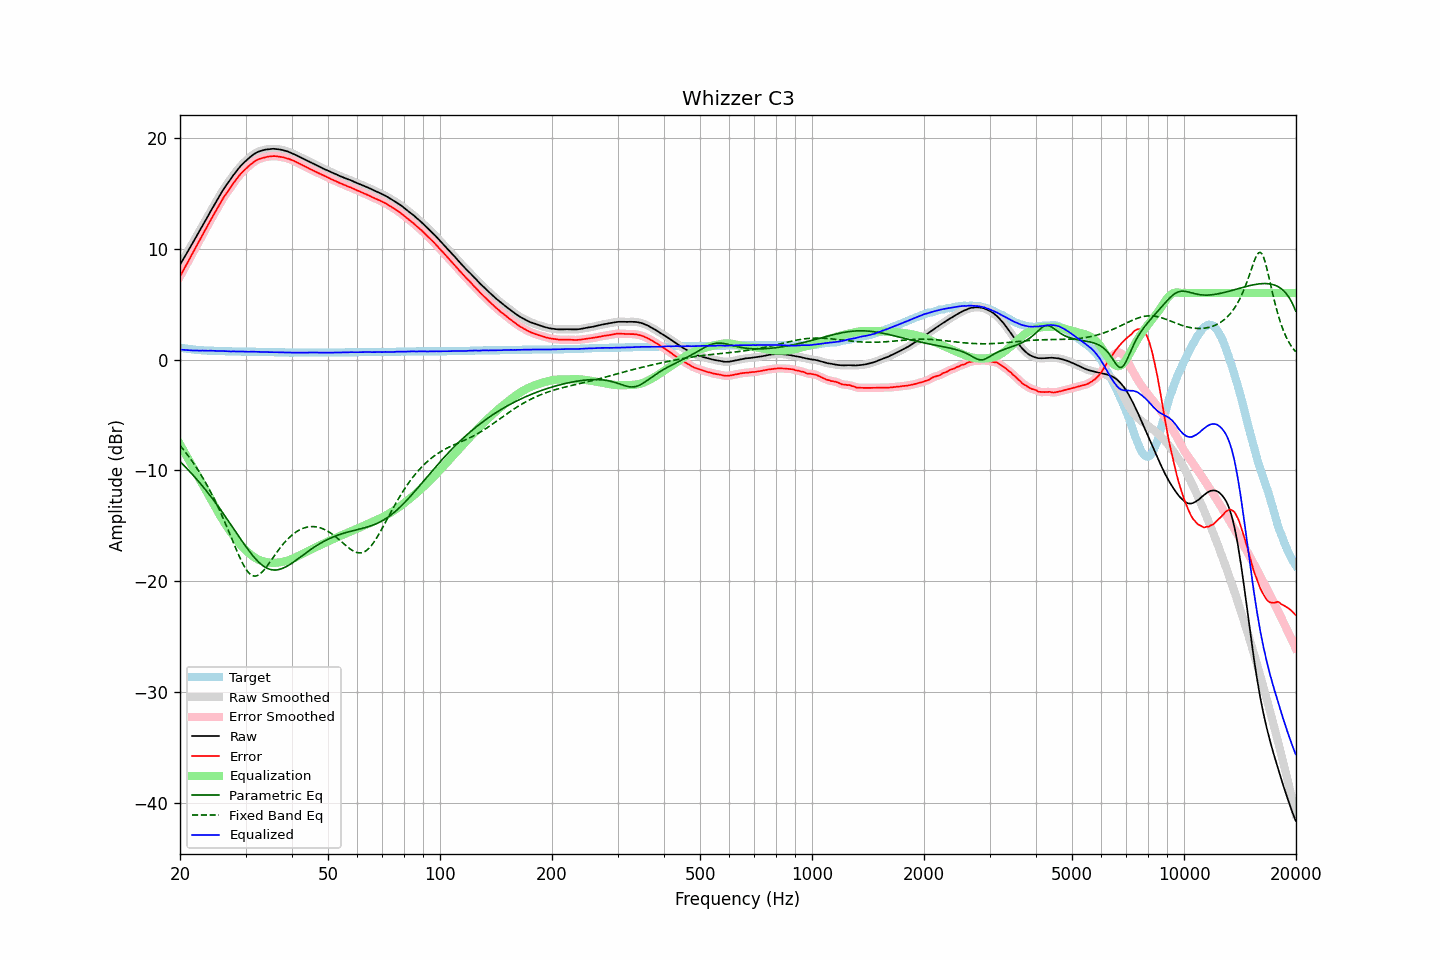 Whizzer C3
20
10
0
−10
−20
−30
−40
Amplitude (dBr)
Target
Raw Smoothed
Error Smoothed
Raw
Error
Equalization
Parametric Eq
Fixed Band Eq
Equalized
20 50 100 200 500 1000 2000 5000 10000 20000
Frequency (Hz)